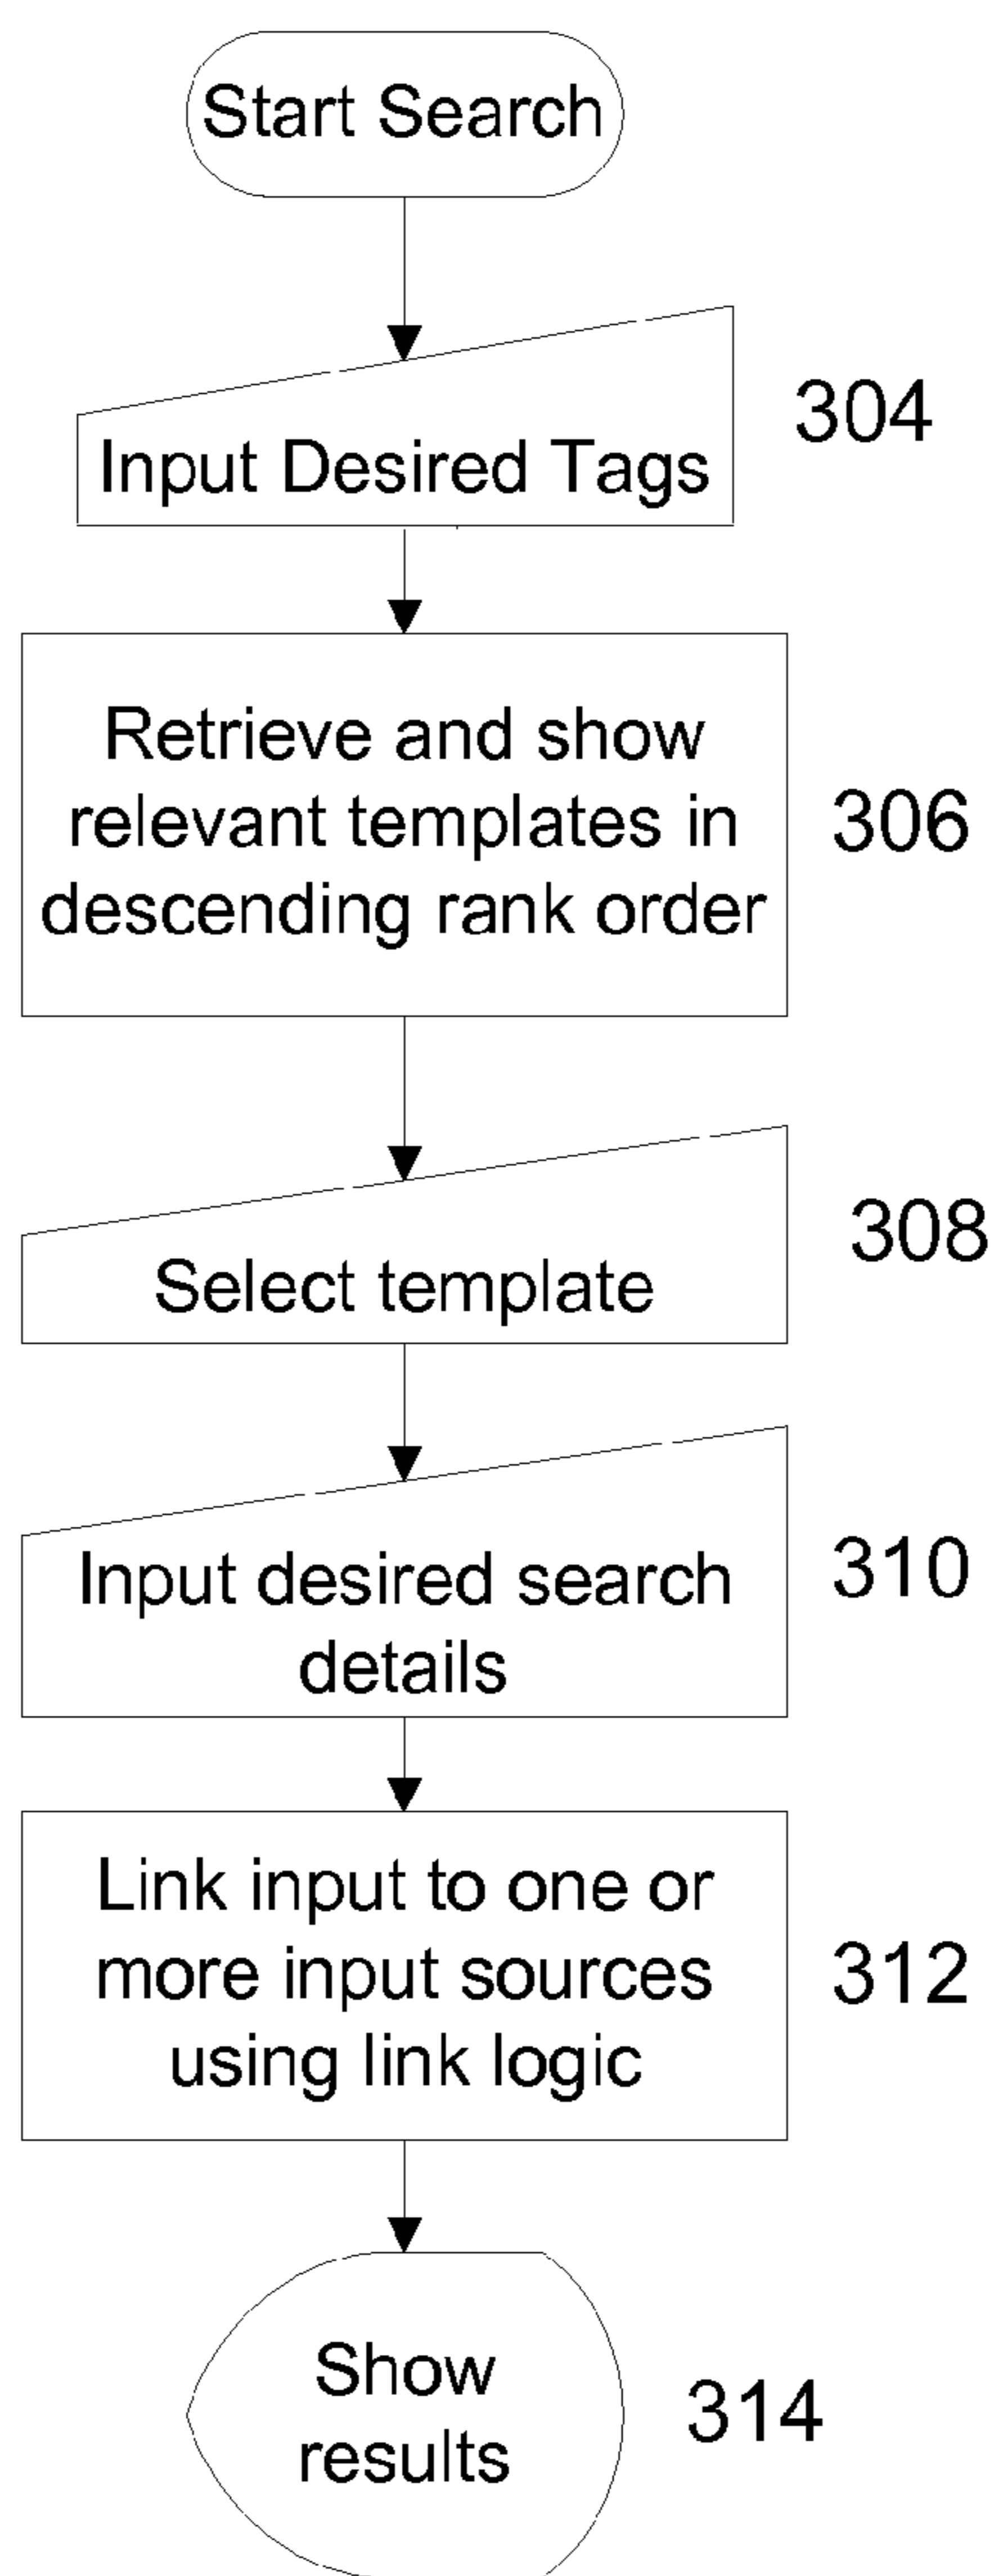 Start Search
304
Input Desired Tags
Retrieve and show
relevant templates in
descending rank order
306
308
Select template
Input desired search
details
310
Link input to one or
more input sources
using link logic
312
Show
results
314